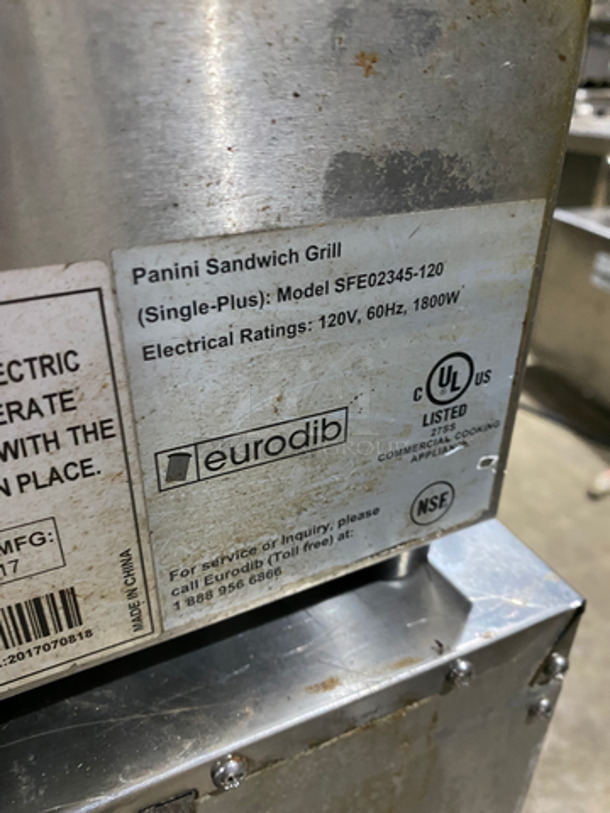 Panini Sandwich Grill
(Single-Plus): Model SFE02345-120
Electrical Ratings: 120V, 60Hz, 1800W
C UL US
LISTED
27SS
COMMERCIAL COOKING
eurodib
NSF
For service or Inquiry, please
call Eurodib (Toll free) at:
1 888 956 6866
ECTRIC
ERATE
WITH THE
N PLACE.
MFG:
17
MADE IN CHINA
.:2017070818